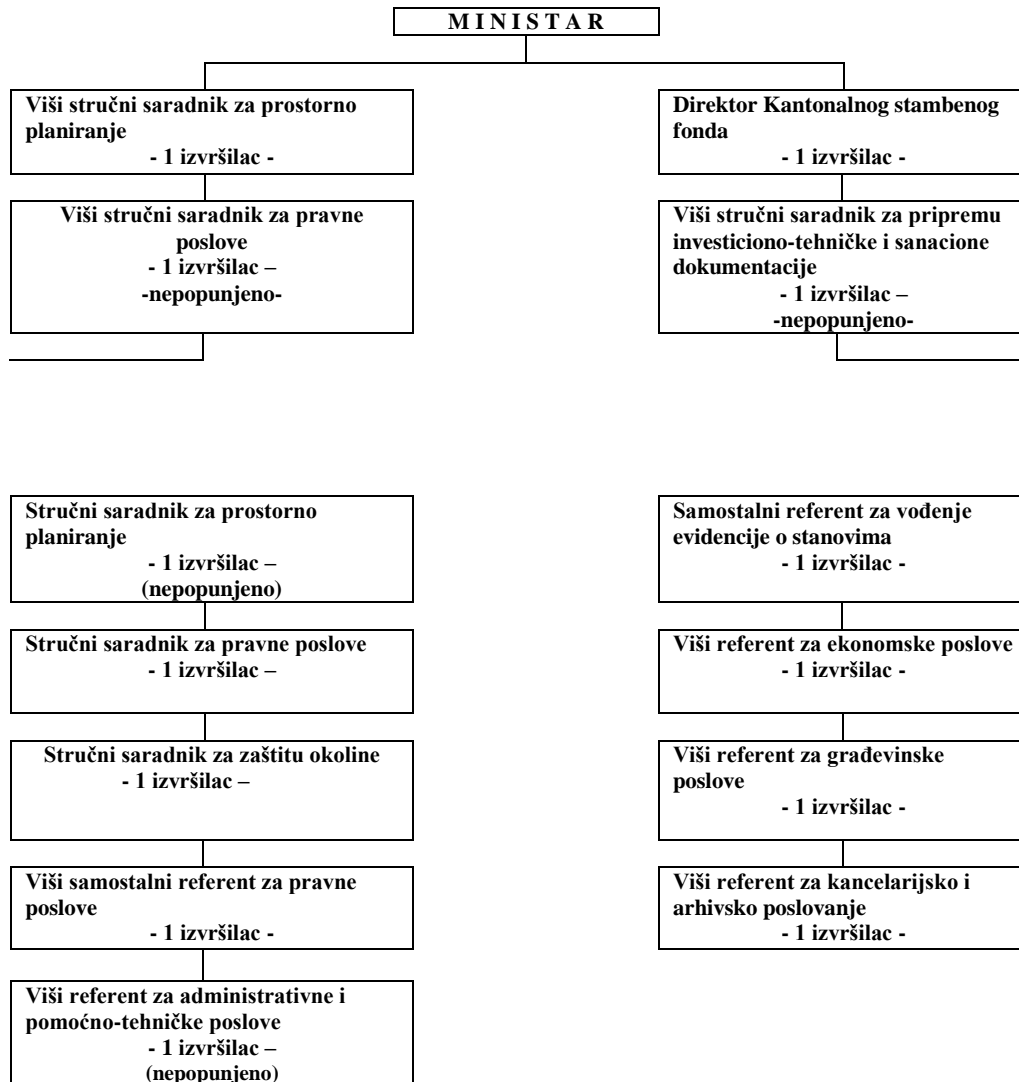 M I N I S T A R
Viši stručni saradnik za prostorno
planiranje
- 1 izvršilac -
Viši stručni saradnik za pravne
poslove
- 1 izvršilac –
-nepopunjeno-
Direktor Kantonalnog stambenog
fonda
- 1 izvršilac -
Viši stručni saradnik za pripremu
investiciono-tehničke i sanacione
dokumentacije
- 1 izvršilac –
-nepopunjeno-
Stručni saradnik za prostorno
planiranje
- 1 izvršilac –
(nepopunjeno)
Stručni saradnik za pravne poslove
- 1 izvršilac –
Stručni saradnik za zaštitu okoline
- 1 izvršilac –
Viši samostalni referent za pravne
poslove
- 1 izvršilac -
Viši referent za administrativne i
pomoćno-tehničke poslove
- 1 izvršilac –
(nepopunjeno)
Samostalni referent za vođenje
evidencije o stanovima
- 1 izvršilac -
Viši referent za ekonomske poslove
- 1 izvršilac -
Viši referent za građevinske
poslove
- 1 izvršilac -
Viši referent za kancelarijsko i
arhivsko poslovanje
- 1 izvršilac -